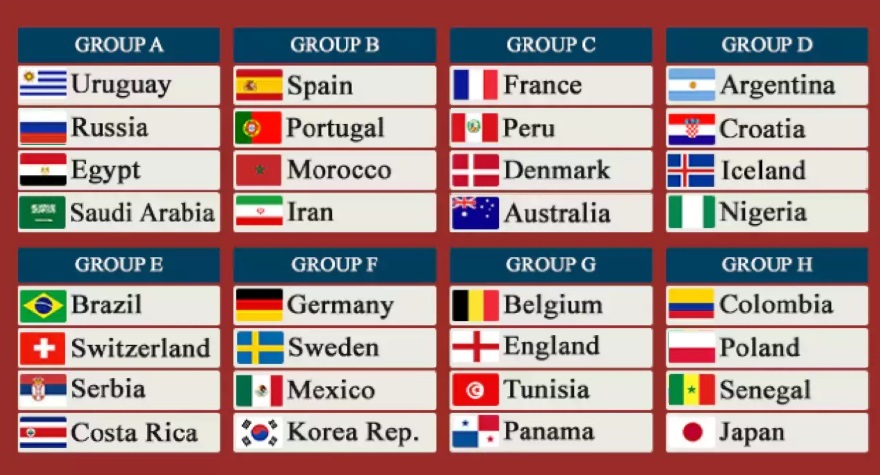 GROUP A
Uruguay
Russia
Egypt
Saudi Arabia
GROUP B
Spain
Portugal
Morocco
Iran
GROUP C
France
Peru
Denmark
Australia
GROUP D
Argentina
Croatia
Iceland
Nigeria
GROUP E
Brazil
Switzerland
Serbia
Costa Rica
GROUP F
Germany
Sweden
Mexico
Korea Rep.
GROUP G
Belgium
England
Tunisia
Panama
GROUP H
Colombia
Poland
Senegal
Japan